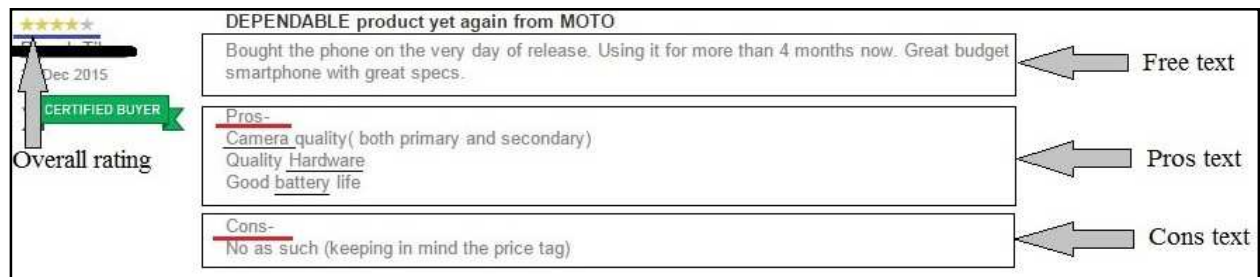 DEPENDABLE product yet again from MOTO
Bought the phone on the very day of release. Using it for more than 4 months now. Great budget
smartphone with great specs.
Free text
Dec 2015
CERTIFIED BUYER
Overall rating
Pros-
Camera quality( both primary and secondary)
Quality Hardware
Good battery life
Pros text
Cons-
No as such (keeping in mind the price tag)
Cons text